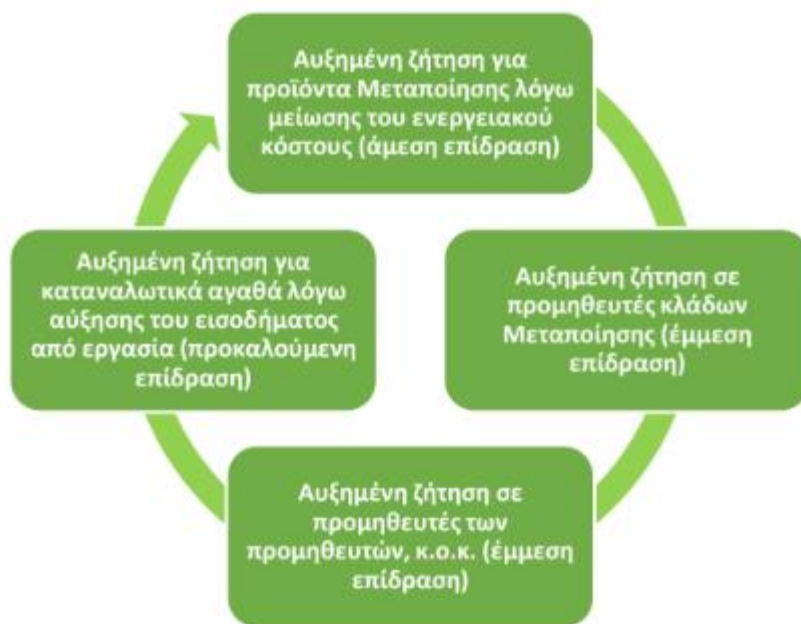 Αυξημένη ζήτηση για
προϊόντα Μεταποίησης λόγω
μείωσης του ενεργειακού
κόστους (άμεση επίδραση)
Αυξημένη ζήτηση σε
προμηθευτές κλάδων
Μεταποίησης (έμμεση
επίδραση)
Αυξημένη ζήτηση σε
προμηθευτές των
προμηθευτών, κ.ο.κ. (έμμεση
επίδραση)
Αυξημένη ζήτηση για
καταναλωτικά αγαθά λόγω
αύξησης του εισοδήματος
από εργασία (προκαλούμενη
επίδραση)